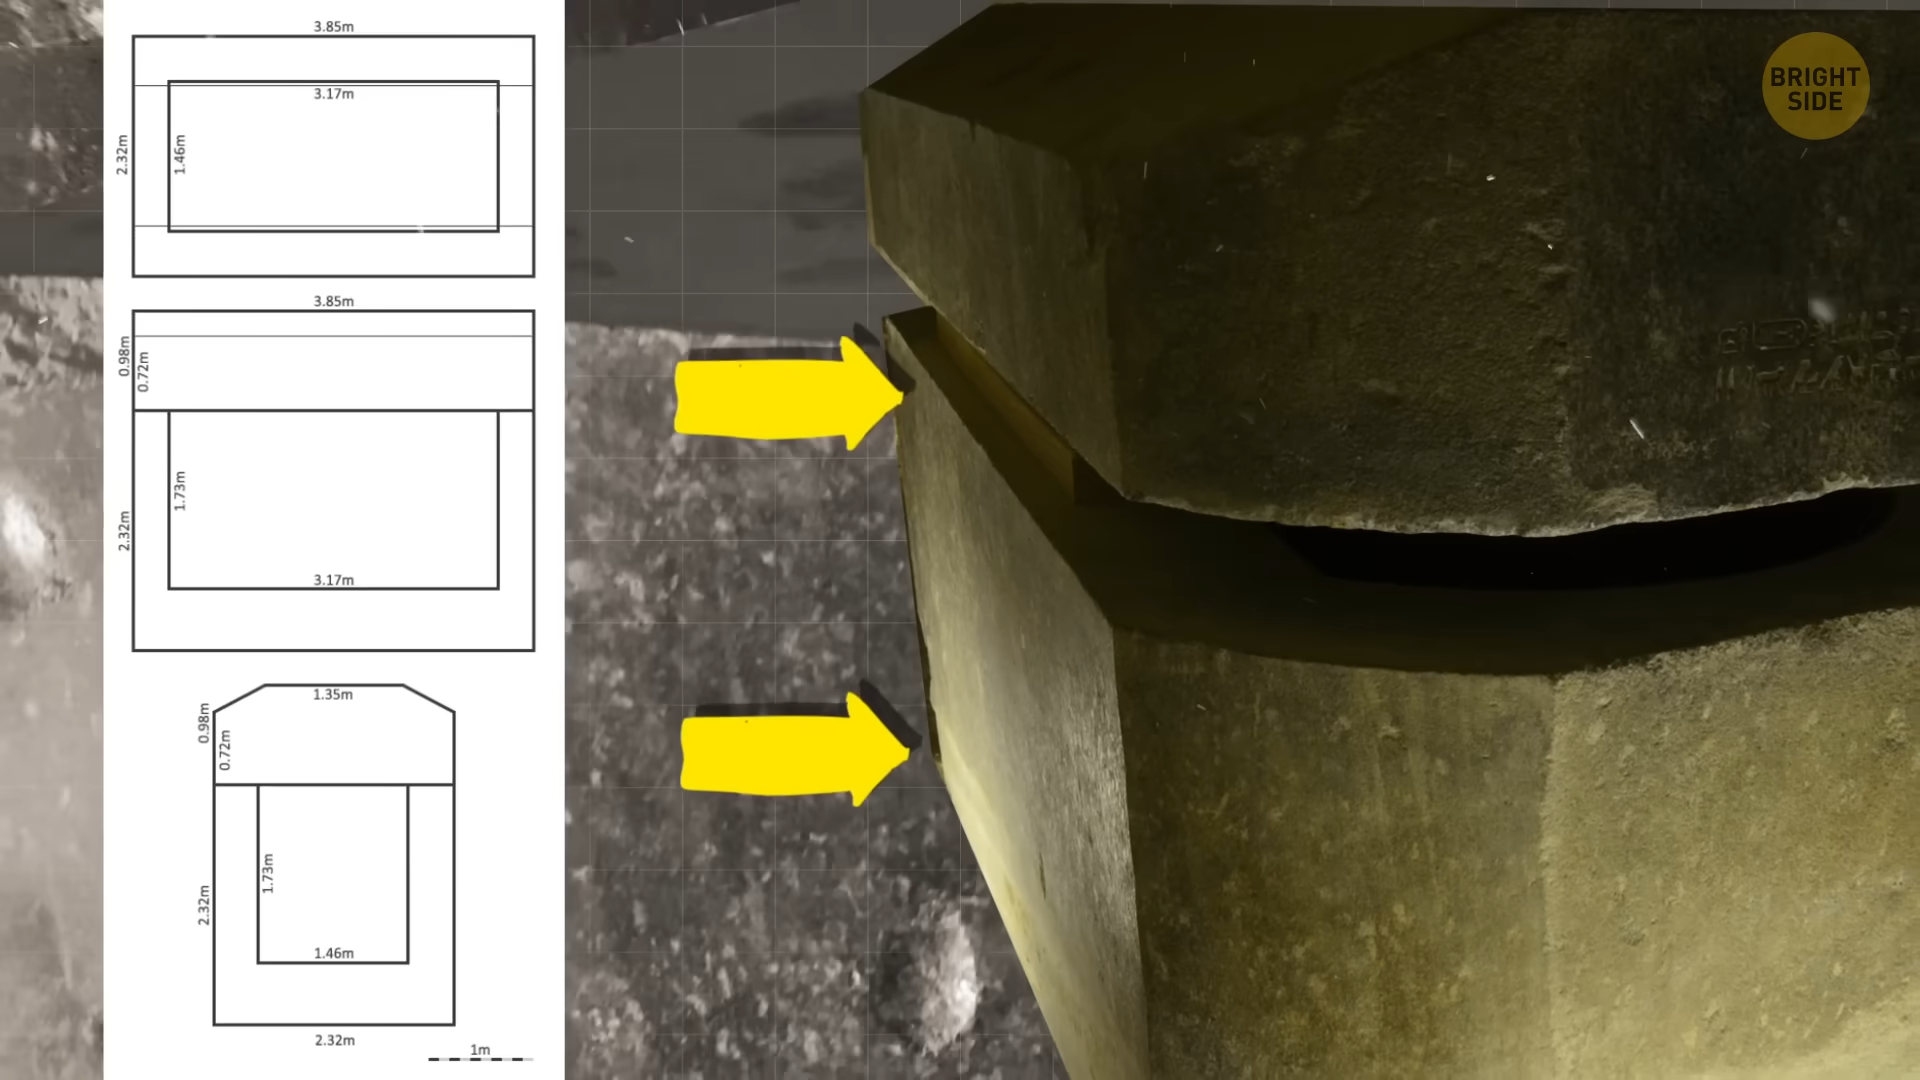 3.85m
3.17m
2.32m
1.46m
3.85m
0.98m
0.72m
1.73m
2.32m
3.17m
1.35m
0.98m
0.72m
1.73m
2.32m
1.46m
2.32m
1m
BRIGHT
SIDE